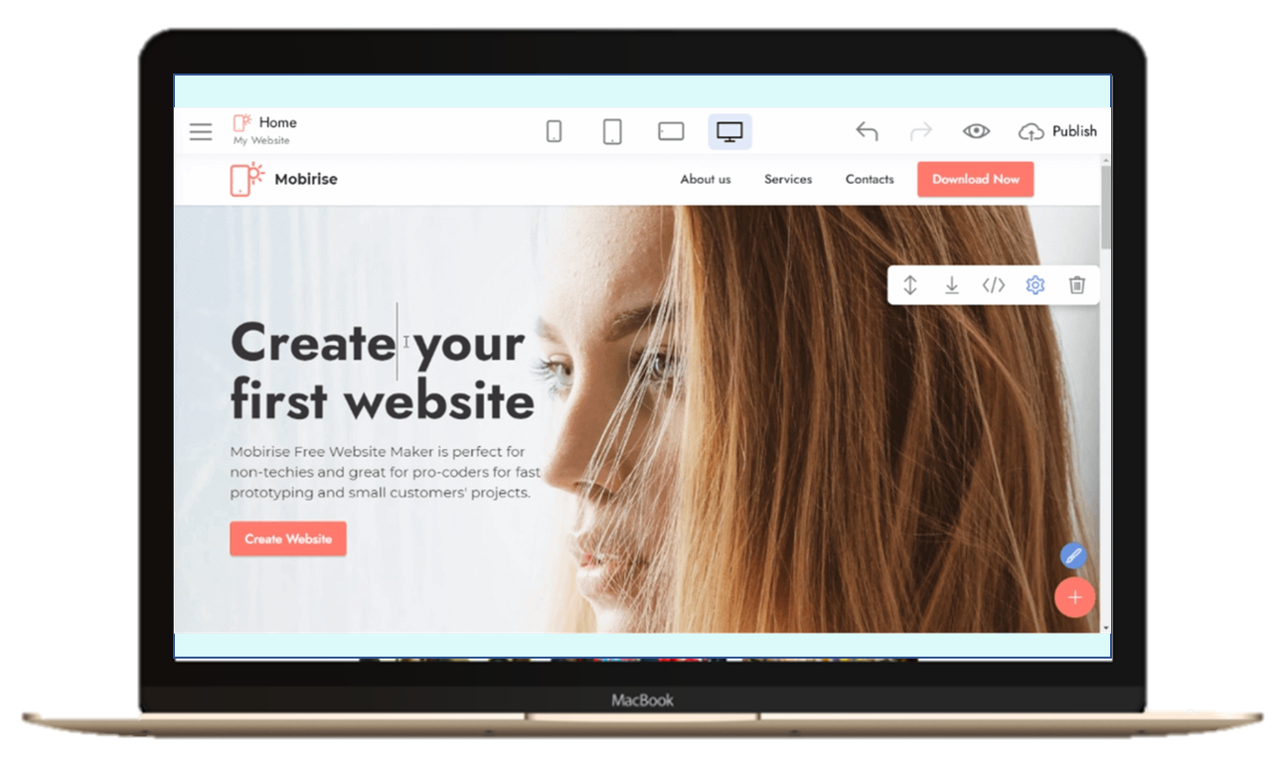 Home
My Website
Publish
Mobirise
About us
Services
Contacts
Download Now
Create your
first website
Mobirise Free Website Maker is perfect for
non-techies and great for pro-coders for fast
prototyping and small customers' projects.
Create Website
MacBook